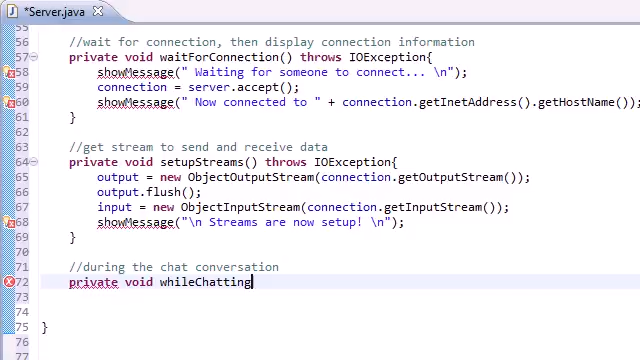 *Server.java
55
56 //wait for connection, then display connection information
57 private void waitForConnection() throws IOException{
58 showMessage(" Waiting for someone to connect... \n");
59 connection = server.accept();
60 showMessage(" Now connected to " + connection.getInetAddress().getHostName());
61 }
62
63 //get stream to send and receive data
64 private void setupStreams() throws IOException{
65 output = new ObjectOutputStream(connection.getOutputStream());
66 output.flush();
67 input = new ObjectInputStream(connection.getInputStream());
68 showMessage("\n Streams are now setup! \n");
69 }
70
71 //during the chat conversation
72 private void whileChatting
73
74
75 }
76
77